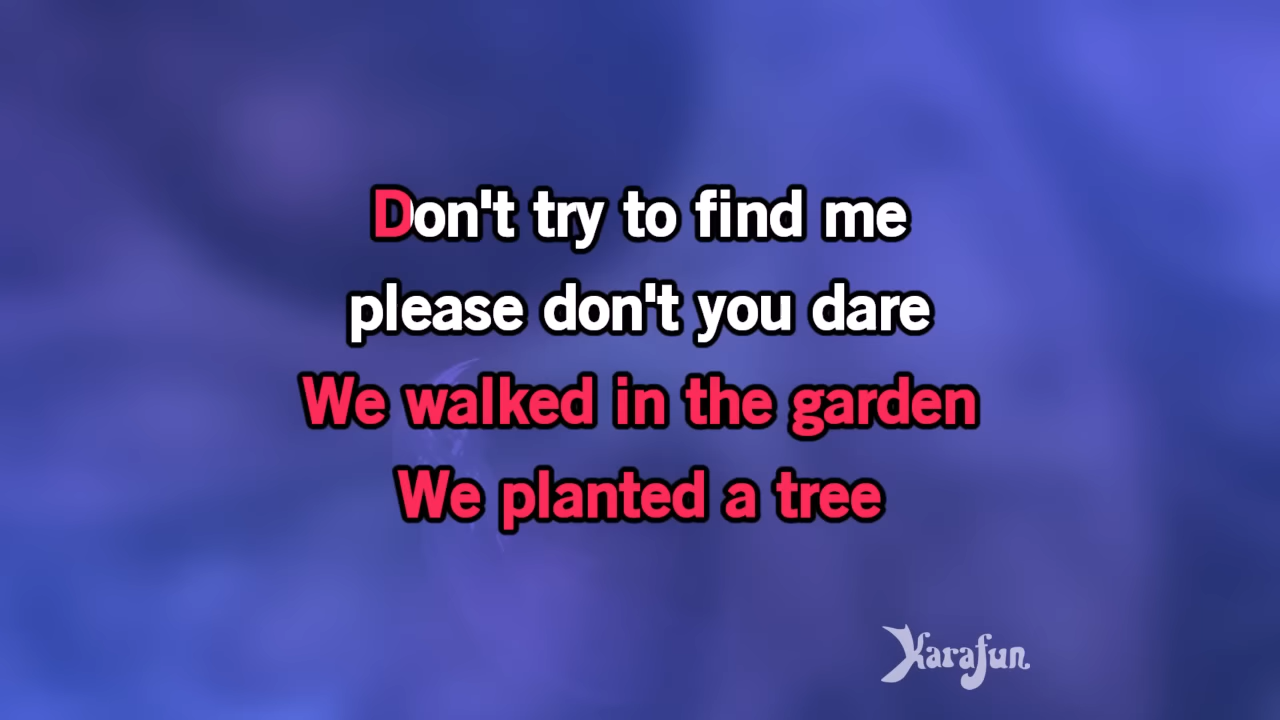 Don't try to find me
please don't you dare
We walked in the garden
We planted a tree
Karafun